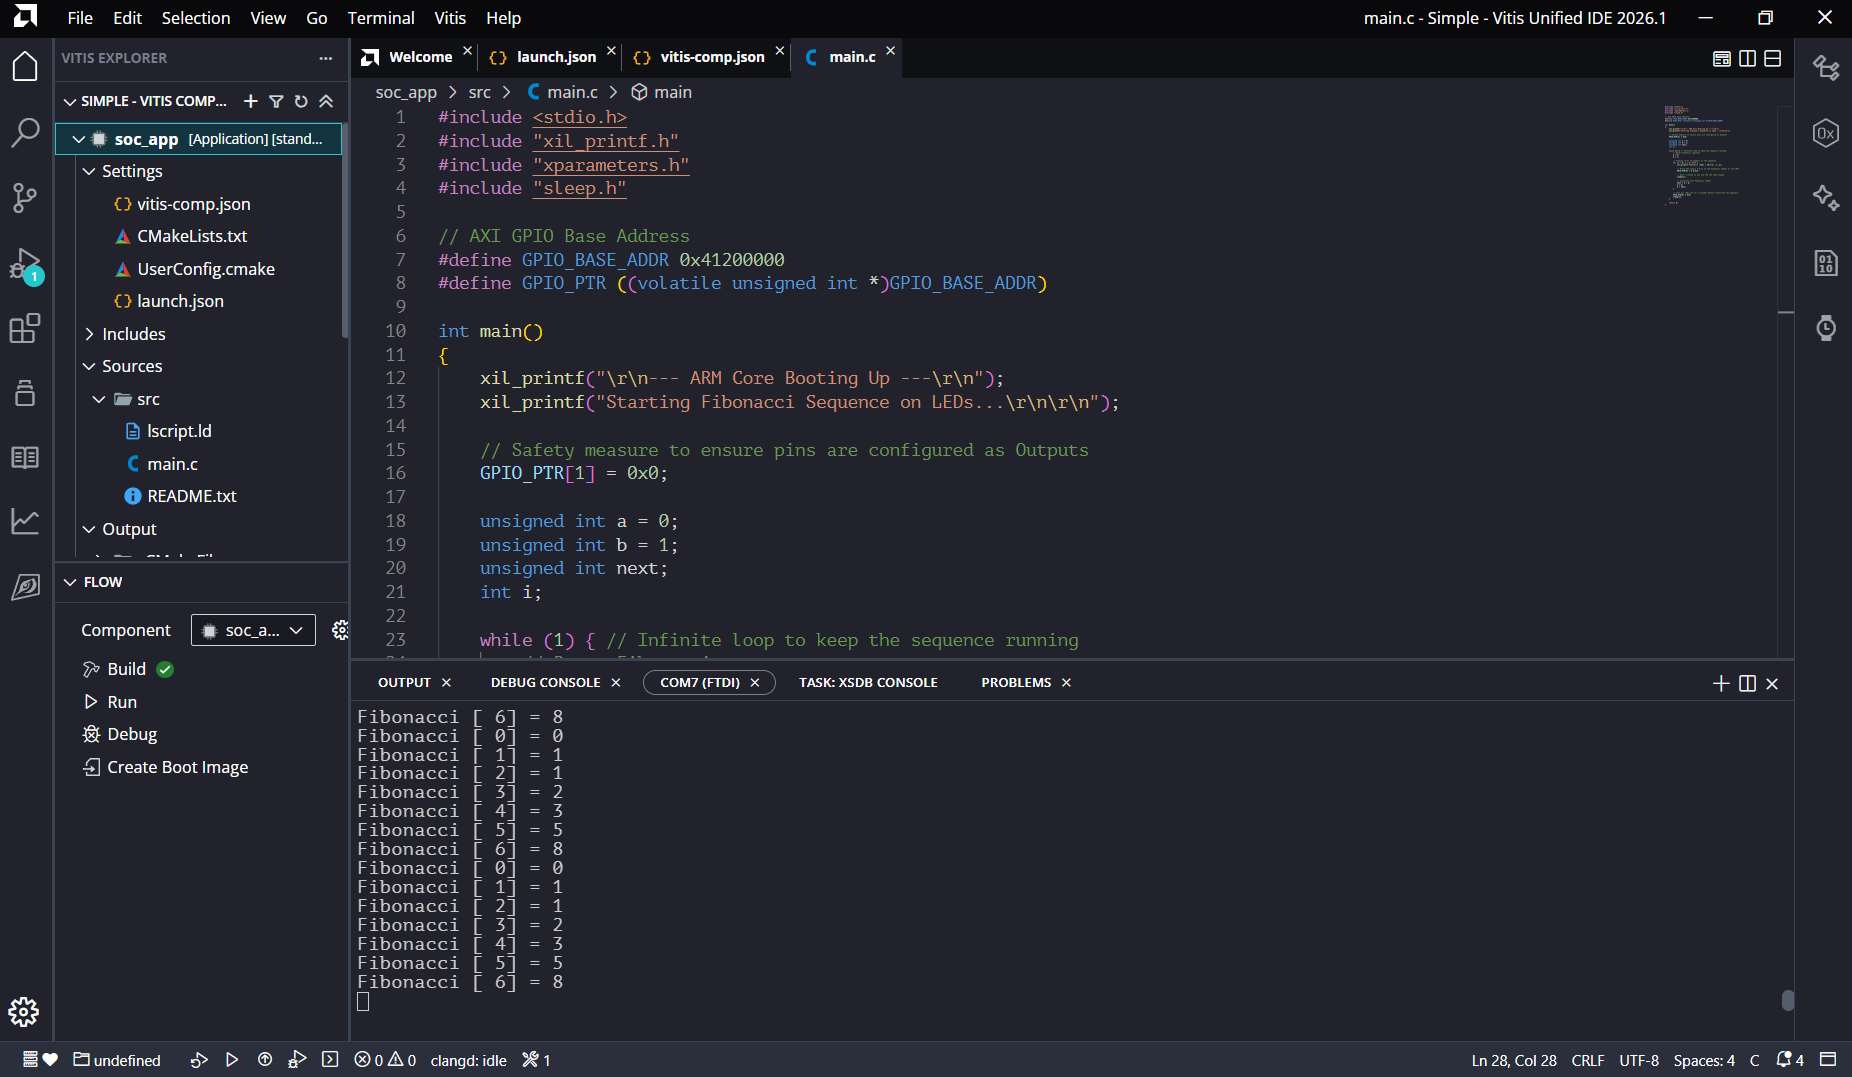 File Edit Selection View Go Terminal Vitis Help
main.c - Simple - Vitis Unified IDE 2026.1
VITIS EXPLORER
SIMPLE - VITIS COMP...
soc_app [Application] [stand...
Settings
vitis-comp.json
CMakeLists.txt
UserConfig.cmake
launch.json
Includes
Sources
src
lscript.ld
main.c
README.txt
Output
FLOW
Component soc_a...
Build
Run
Debug
Create Boot Image
1
Welcome launch.json vitis-comp.json main.c
soc_app > src > main.c > main
1 #include <stdio.h>
2 #include "xil_printf.h"
3 #include "xparameters.h"
4 #include "sleep.h"
5
6 // AXI GPIO Base Address
7 #define GPIO_BASE_ADDR 0x41200000
8 #define GPIO_PTR ((volatile unsigned int *)GPIO_BASE_ADDR)
9
10 int main()
11 {
12 xil_printf("\r\n--- ARM Core Booting Up ---\r\n");
13 xil_printf("Starting Fibonacci Sequence on LEDs...\r\n\r\n");
14
15 // Safety measure to ensure pins are configured as Outputs
16 GPIO_PTR[1] = 0x0;
17
18 unsigned int a = 0;
19 unsigned int b = 1;
20 unsigned int next;
21 int i;
22
23 while (1) { // Infinite loop to keep the sequence running
OUTPUT DEBUG CONSOLE COM7 (FTDI) TASK: XSDB CONSOLE PROBLEMS
Fibonacci [ 6] = 8
Fibonacci [ 0] = 0
Fibonacci [ 1] = 1
Fibonacci [ 2] = 1
Fibonacci [ 3] = 2
Fibonacci [ 4] = 3
Fibonacci [ 5] = 5
Fibonacci [ 6] = 8
Fibonacci [ 0] = 0
Fibonacci [ 1] = 1
Fibonacci [ 2] = 1
Fibonacci [ 3] = 2
Fibonacci [ 4] = 3
Fibonacci [ 5] = 5
Fibonacci [ 6] = 8
undefined 0 0 clangd: idle 1
Ln 28, Col 28 CRLF UTF-8 Spaces: 4 C 4